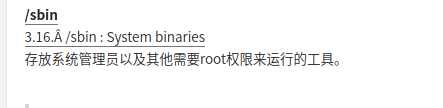 /sbin
3.16.Â /sbin : System binaries
存放系统管理员以及其他需要root权限来运行的工具。